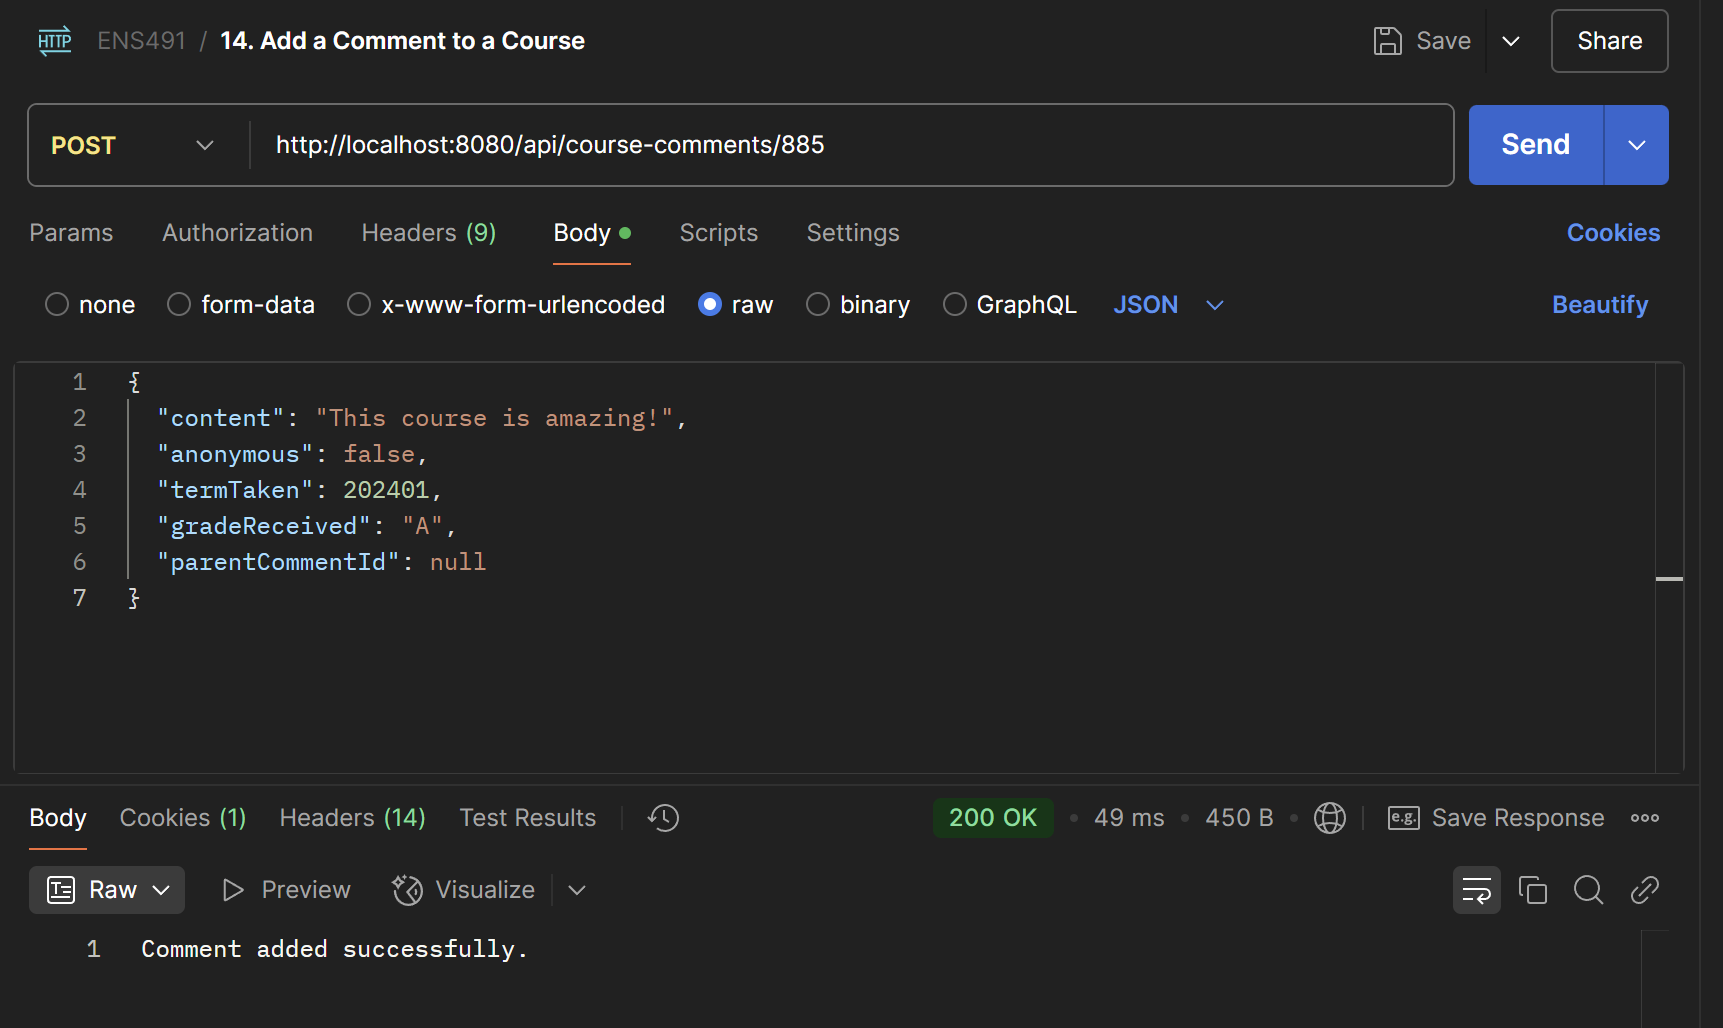 HTTP ENS491 / 14. Add a Comment to a Course Save Share
POST http://localhost:8080/api/course-comments/885 Send
Params Authorization Headers (9) Body Scripts Settings Cookies
none form-data x-www-form-urlencoded raw binary GraphQL JSON Beautify
1 {
2 "content": "This course is amazing!",
3 "anonymous": false,
4 "termTaken": 202401,
5 "gradeReceived": "A",
6 "parentCommentId": null
7 }
Body Cookies (1) Headers (14) Test Results 200 OK • 49 ms • 450 B • e.g. Save Response
Raw Preview Visualize
1 Comment added successfully.